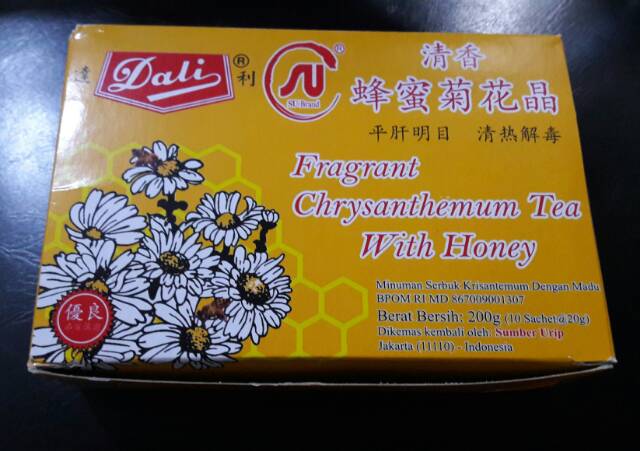 達 Dali® 利
SU-Brand ®
清香
蜂蜜菊花晶
平肝明目 清热解毒
Fragrant
Chrysanthemum Tea
With Honey
Minuman Serbuk Krisantemum Dengan Madu
BPOM RI MD 867009001307
Berat Bersih: 200g (10 Sachet@20g)
Dikemas kembali oleh: Sumber Urip
Jakarta (11110) - Indonesia
優良